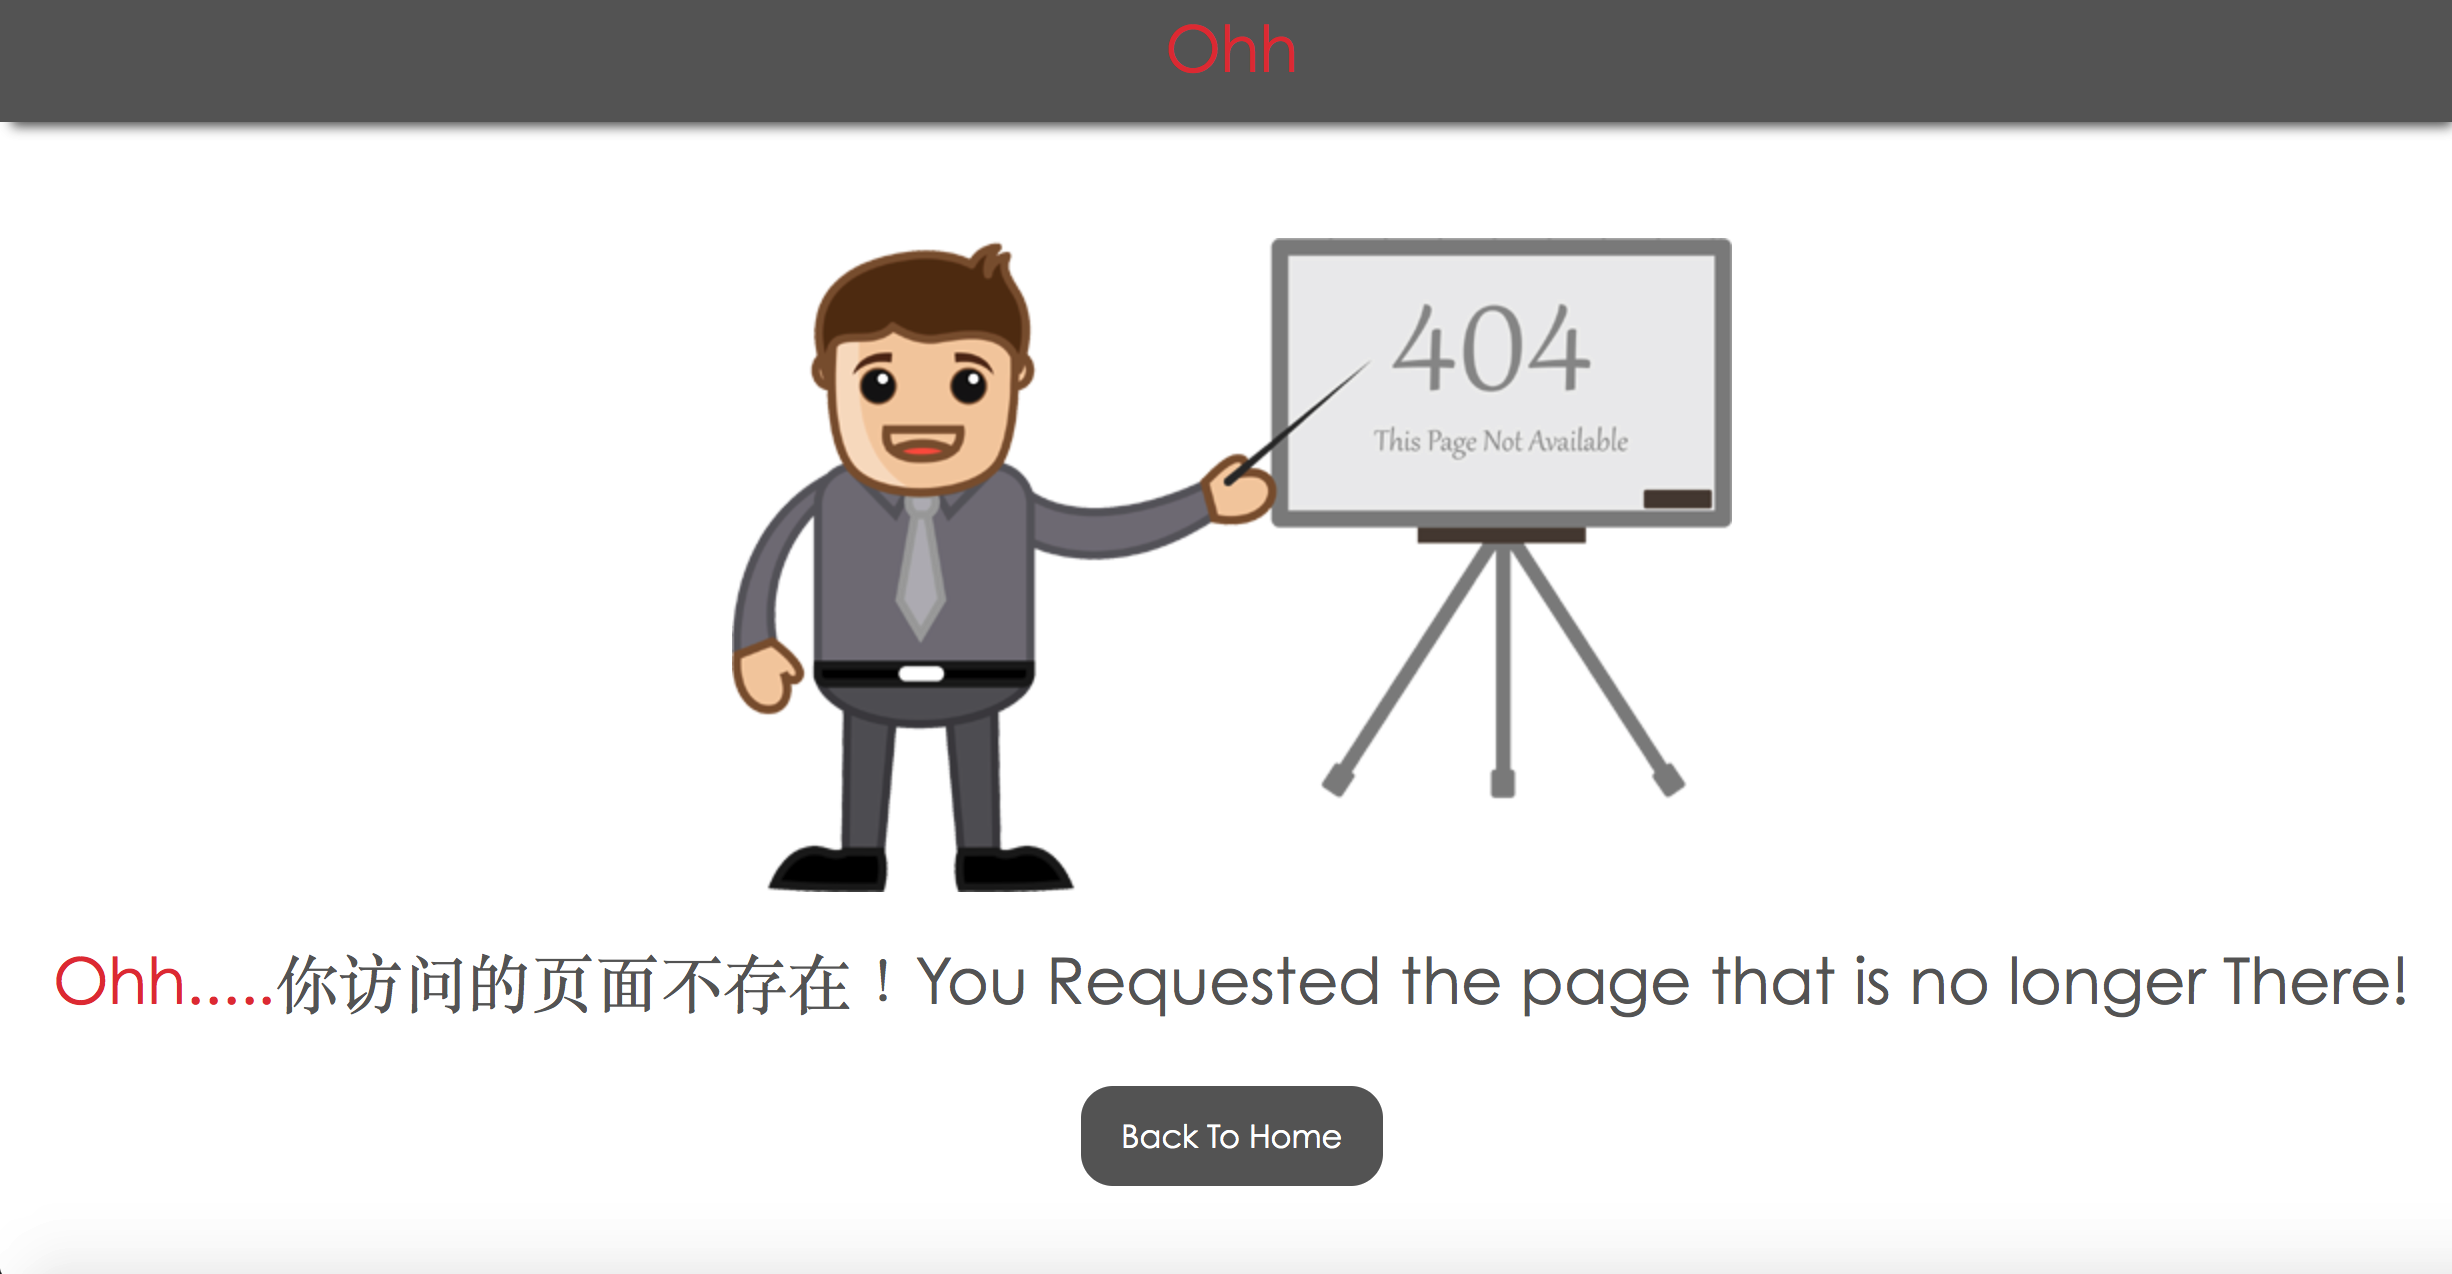 Ohh
404
This Page Not Available
Ohh.....你访问的页面不存在！You Requested the page that is no longer There!
Back To Home